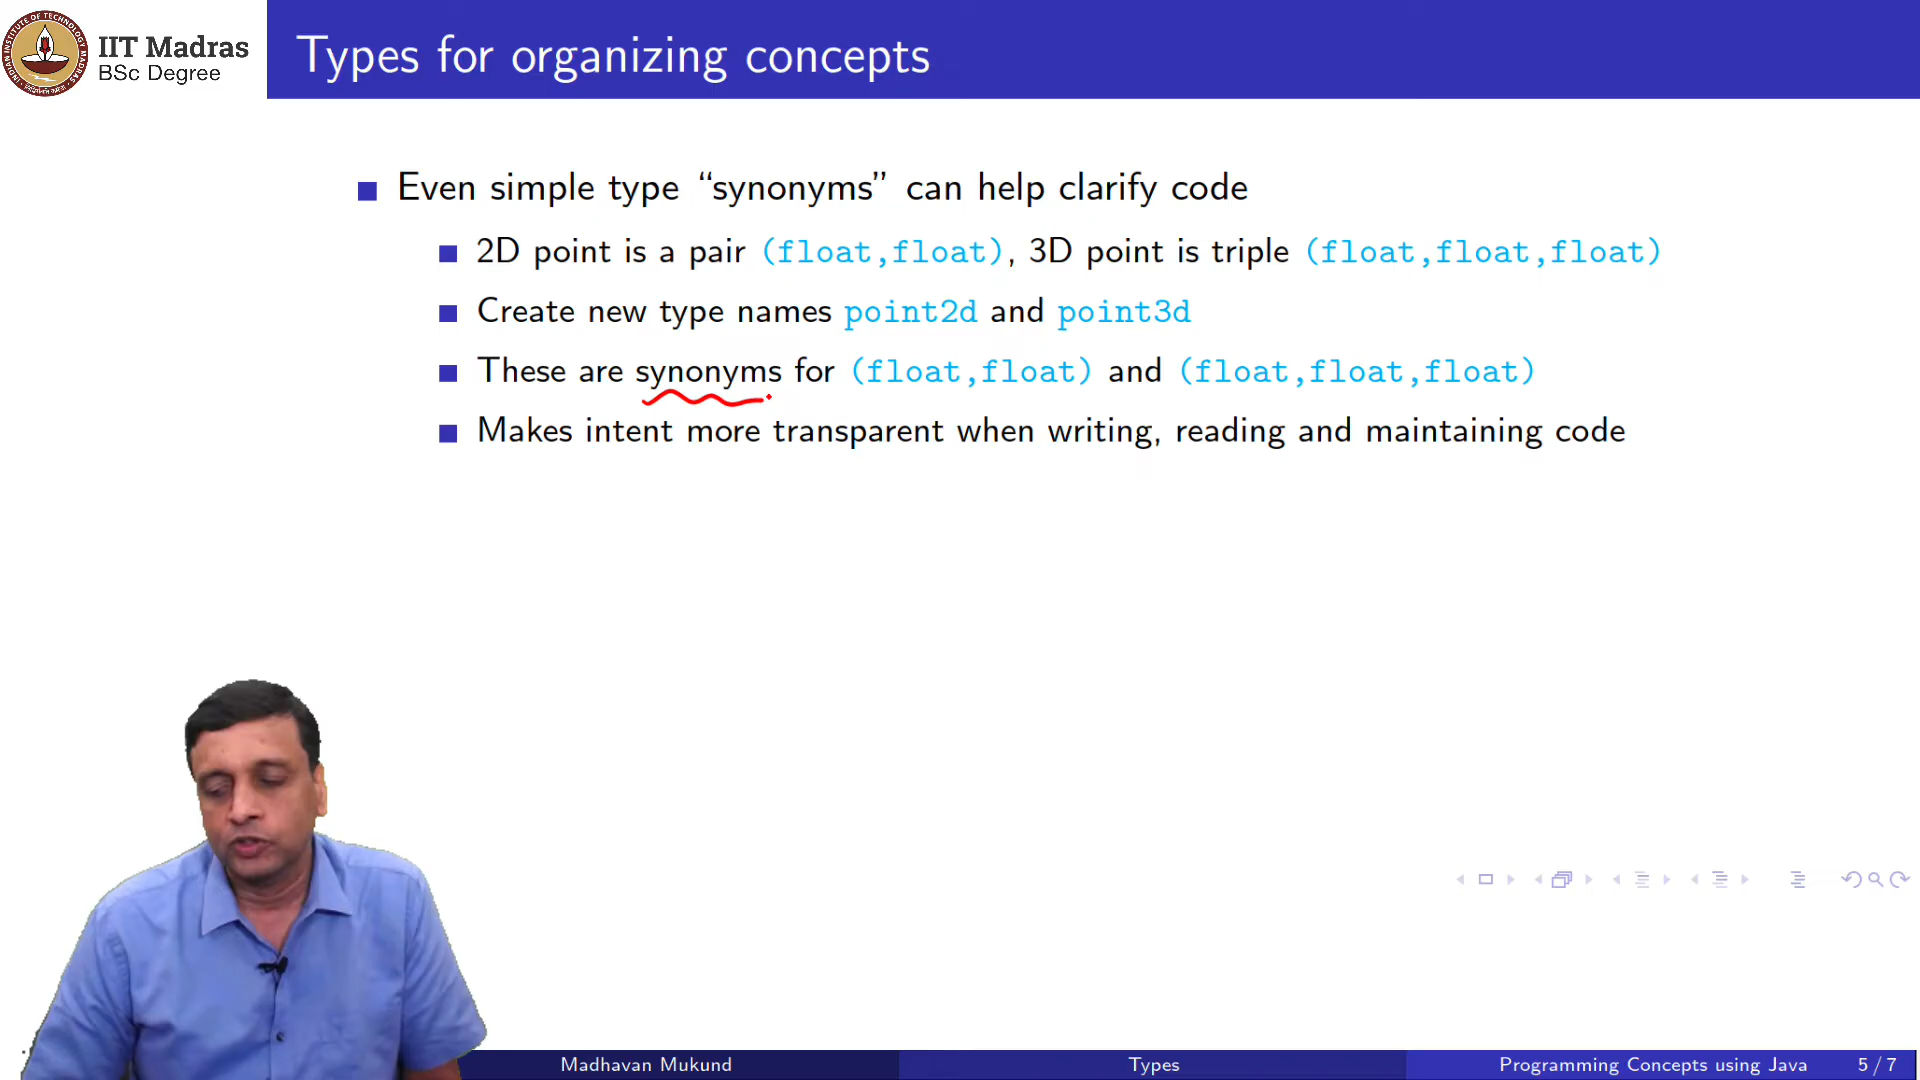 IIT Madras
BSc Degree
Types for organizing concepts
Even simple type “synonyms” can help clarify code
2D point is a pair (float,float), 3D point is triple (float,float,float)
Create new type names point2d and point3d
These are synonyms for (float,float) and (float,float,float)
Makes intent more transparent when writing, reading and maintaining code
Madhavan Mukund
Types
Programming Concepts using Java
5 / 7